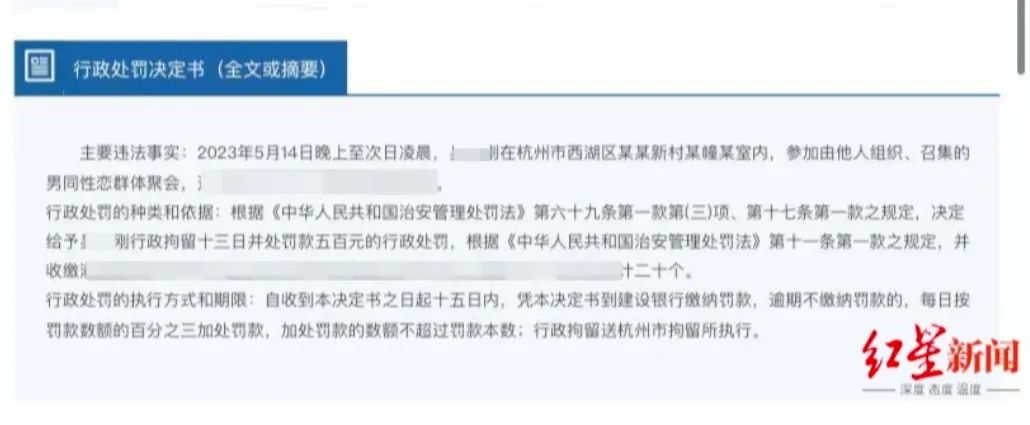 行政处罚决定书（全文或摘要）
主要违法事实：2023年5月14日晚上至次日凌晨，刚在杭州市西湖区某某新村某幢某室内，参加由他人组织、召集的
男同性恋群体聚会，。
行政处罚的种类和依据：根据《中华人民共和国治安管理处罚法》第六十九条第一款第(三)项、第十七条第一款之规定，决定
给予刚行政拘留十三日并处罚款五百元的行政处罚，根据《中华人民共和国治安管理处罚法》第十一条第一款之规定，并
收缴计二十个。
行政处罚的执行方式和期限：自收到本决定书之日起十五日内，凭本决定书到建设银行缴纳罚款，逾期不缴纳罚款的，每日按
罚款数额的百分之三加处罚款，加处罚款的数额不超过罚款本数；行政拘留送杭州市拘留所执行。
红星新闻
深度 态度 温度